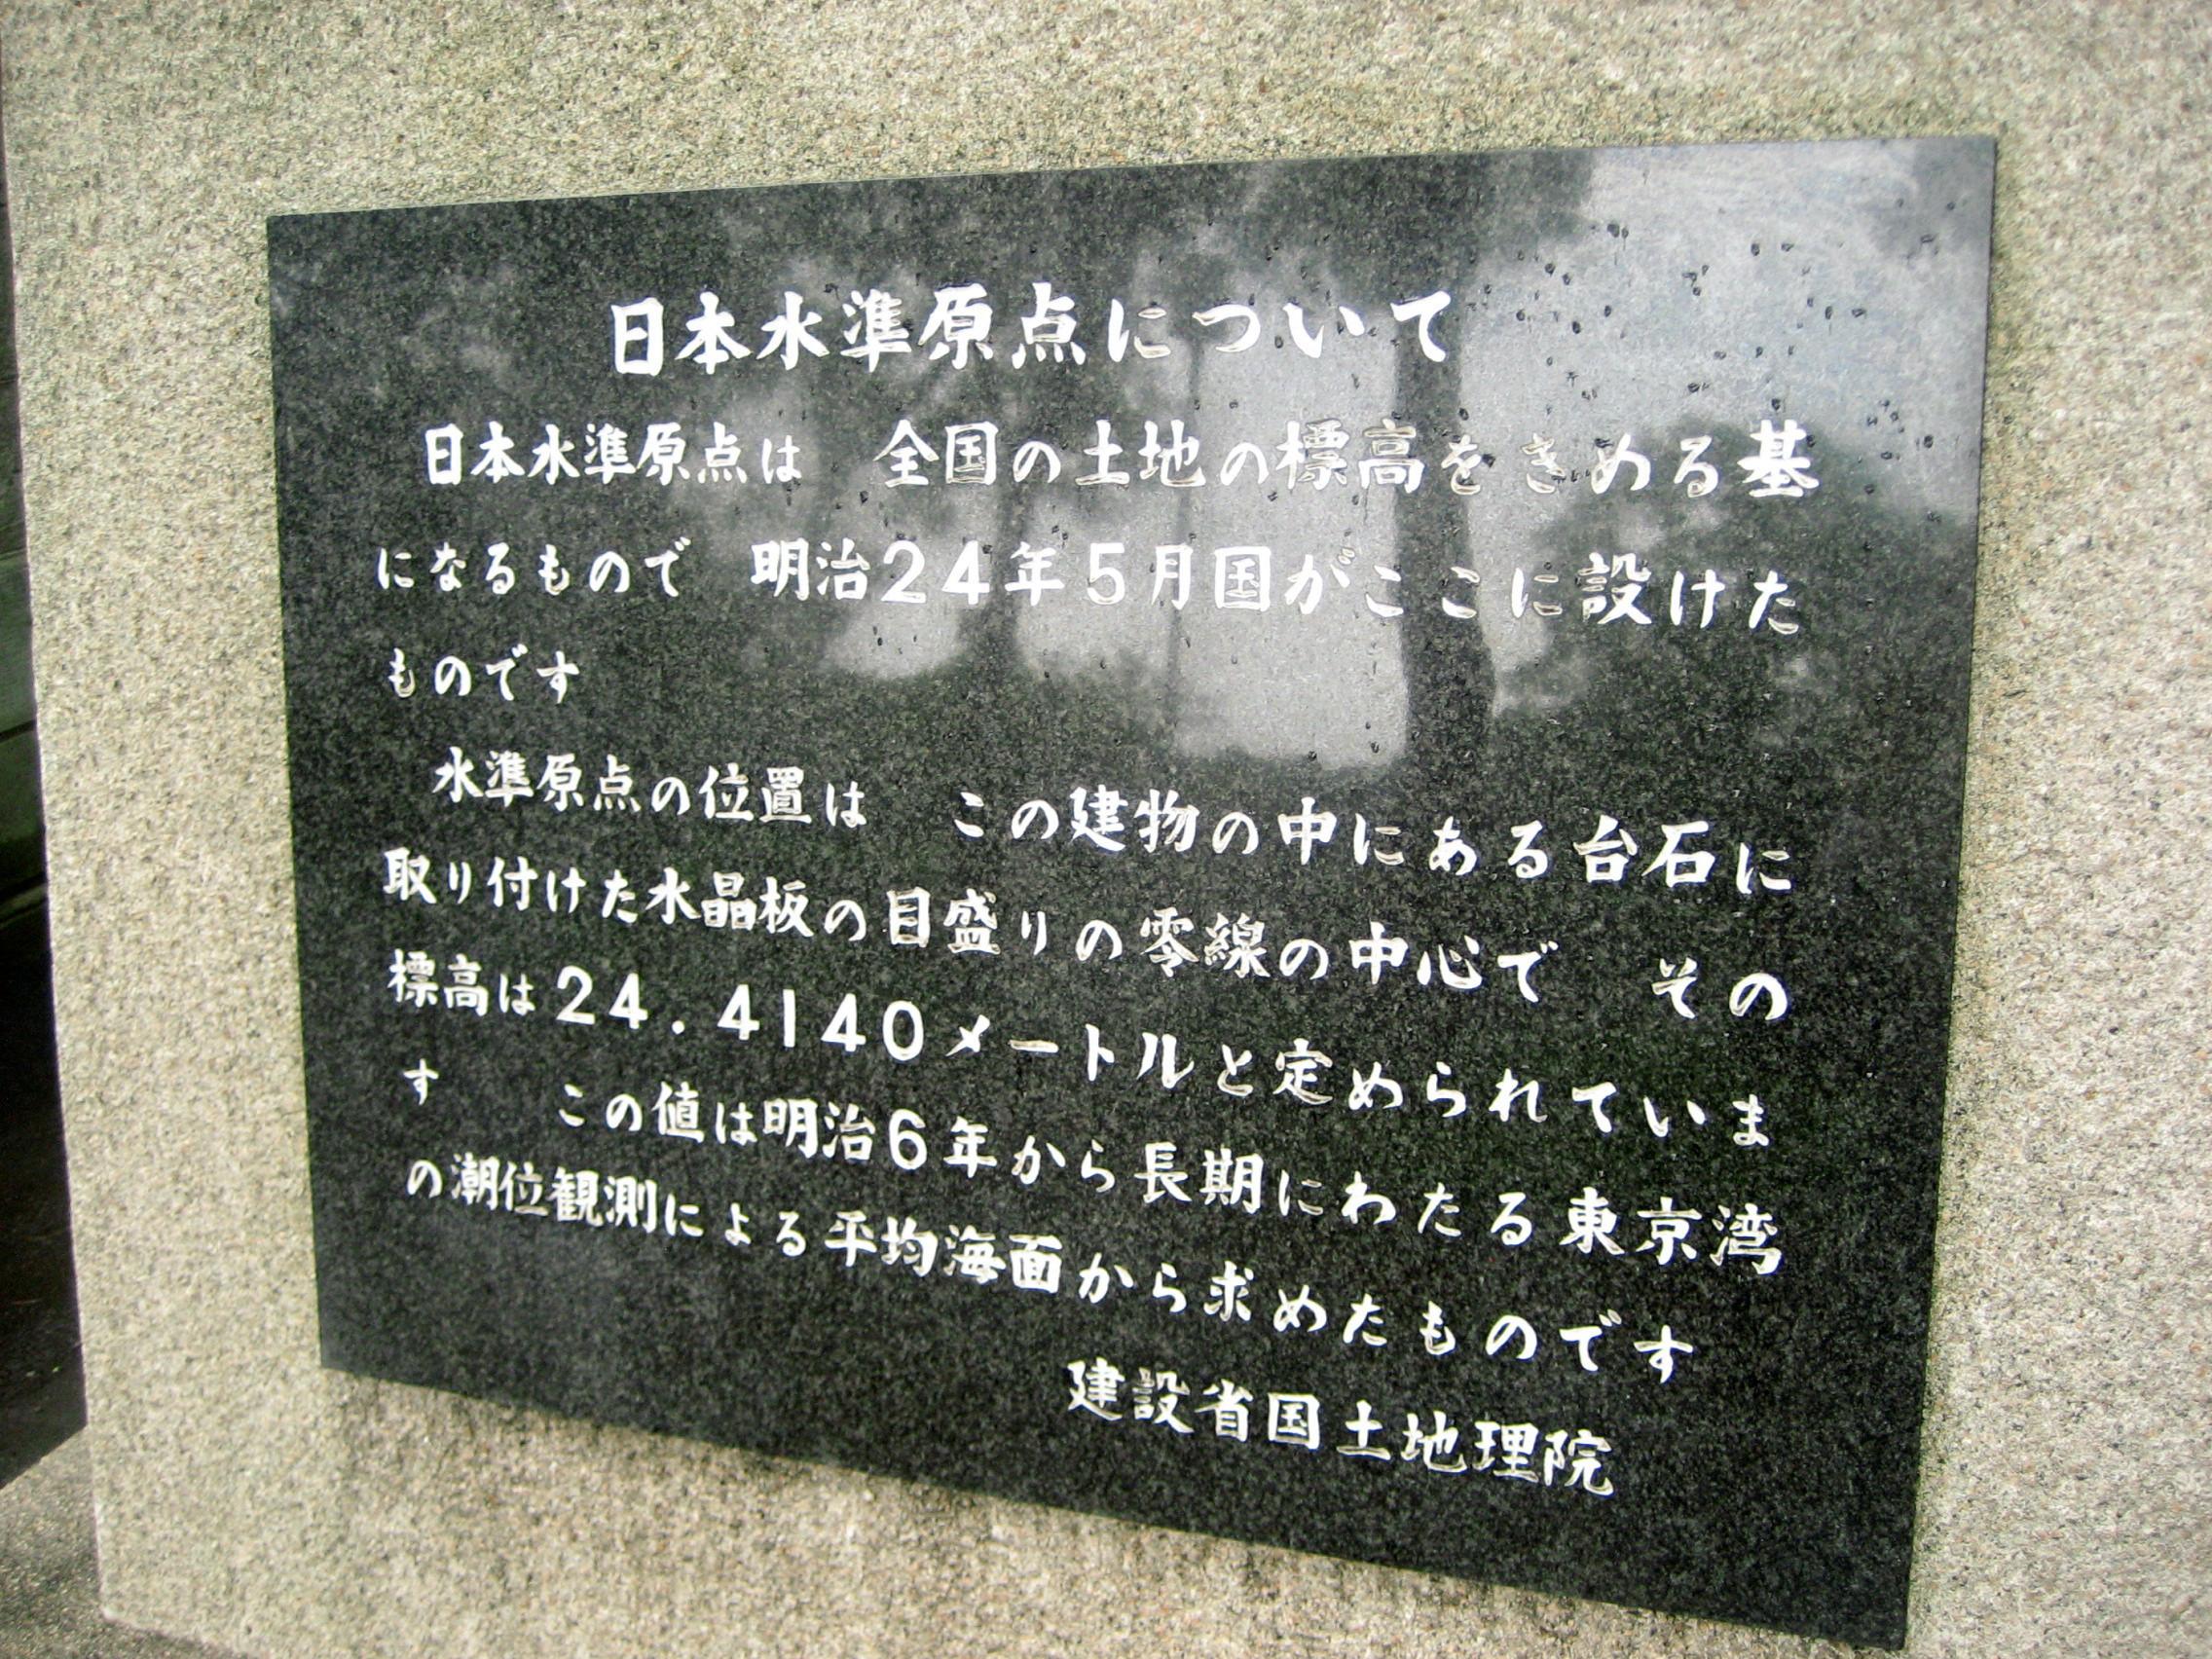 日本水準原点について
日本水準原点は　全国の土地の標高をきめる基
になるもので　明治24年5月国がここに設けた
ものです
水準原点の位置は　この建物の中にある台石に
取り付けた水晶板の目盛りの零線の中心で　その
標高は24.4140メートルと定められていま
す　　この値は明治6年から長期にわたる東京湾
の潮位観測による平均海面から求めたものです
建設省国土地理院